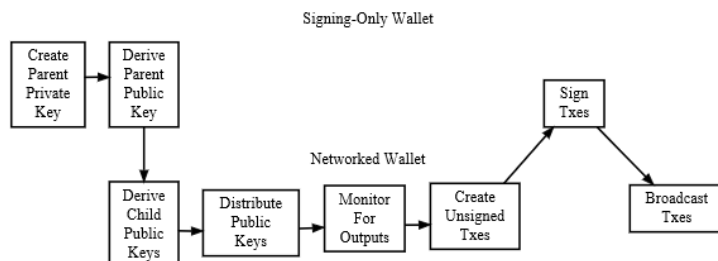 Signing-Only Wallet
Create
Parent
Private
Key
Derive
Parent
Public
Key
Sign
Txes
Networked Wallet
Derive
Child
Public
Keys
Distribute
Public
Keys
Monitor
For
Outputs
Create
Unsigned
Txes
Broadcast
Txes